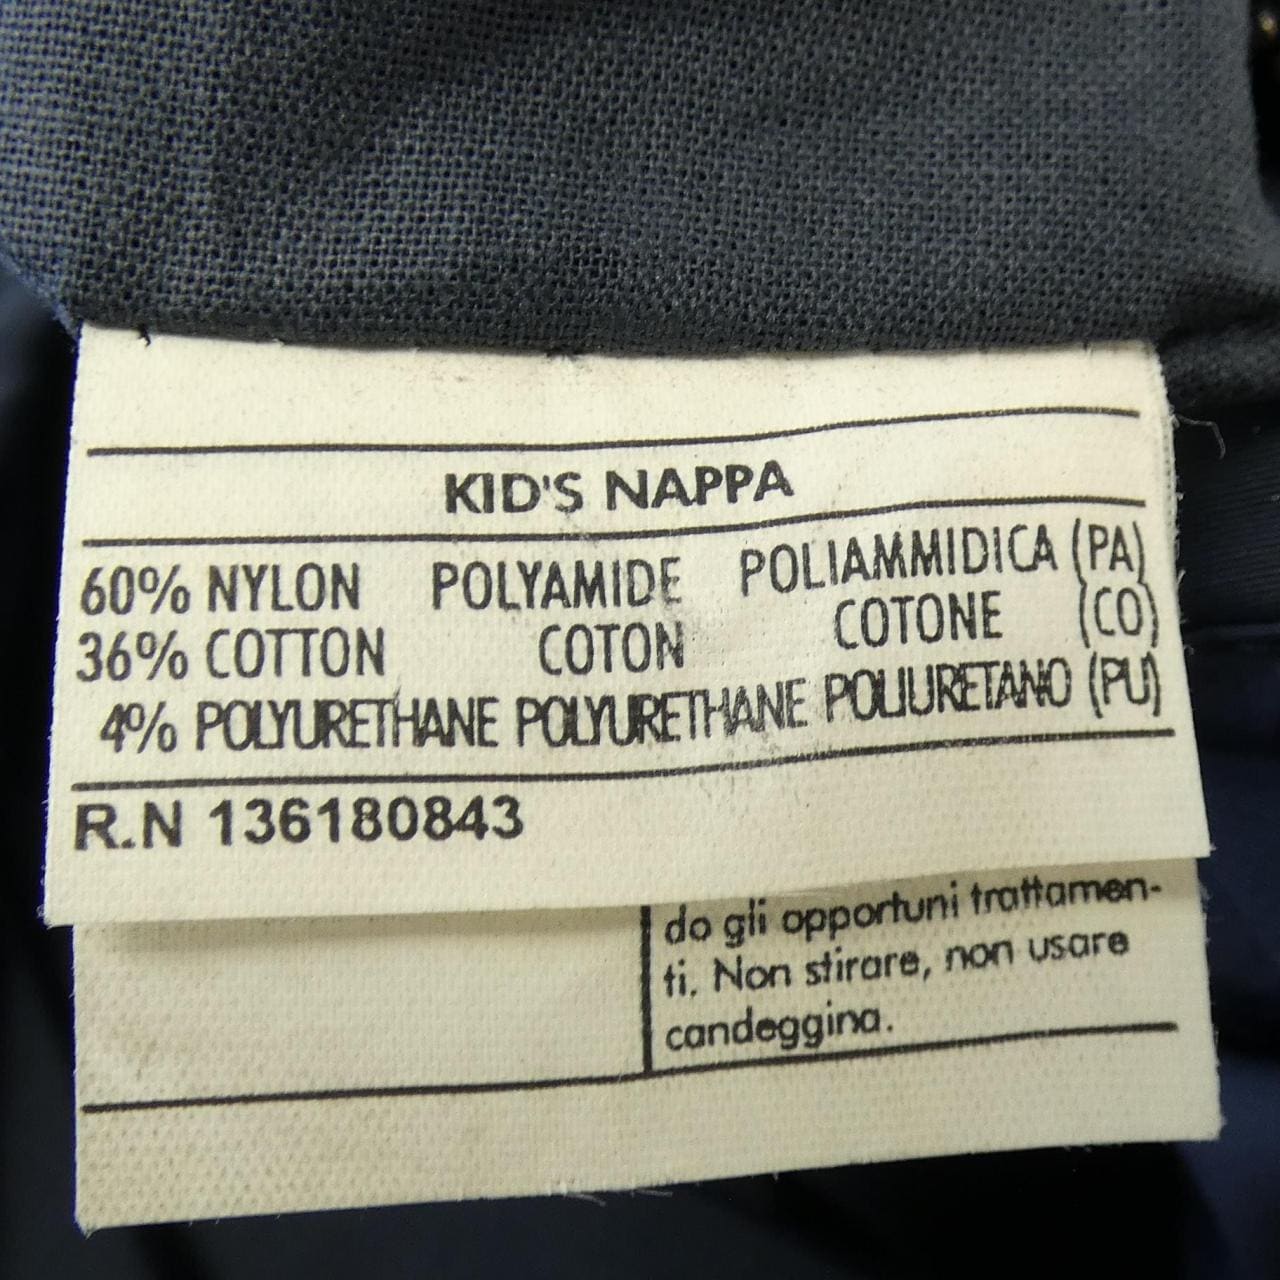 KID'S NAPPA
60% NYLON POLYAMIDE POLIAMMIDICA (PA)
36% COTTON COTON COTONE (CO)
4% POLYURETHANE POLYURETHANE POLIURETANO (PU)
R.N 136180843
do gli opportuni trattamen-
ti. Non stirare, non usare
candeggina.